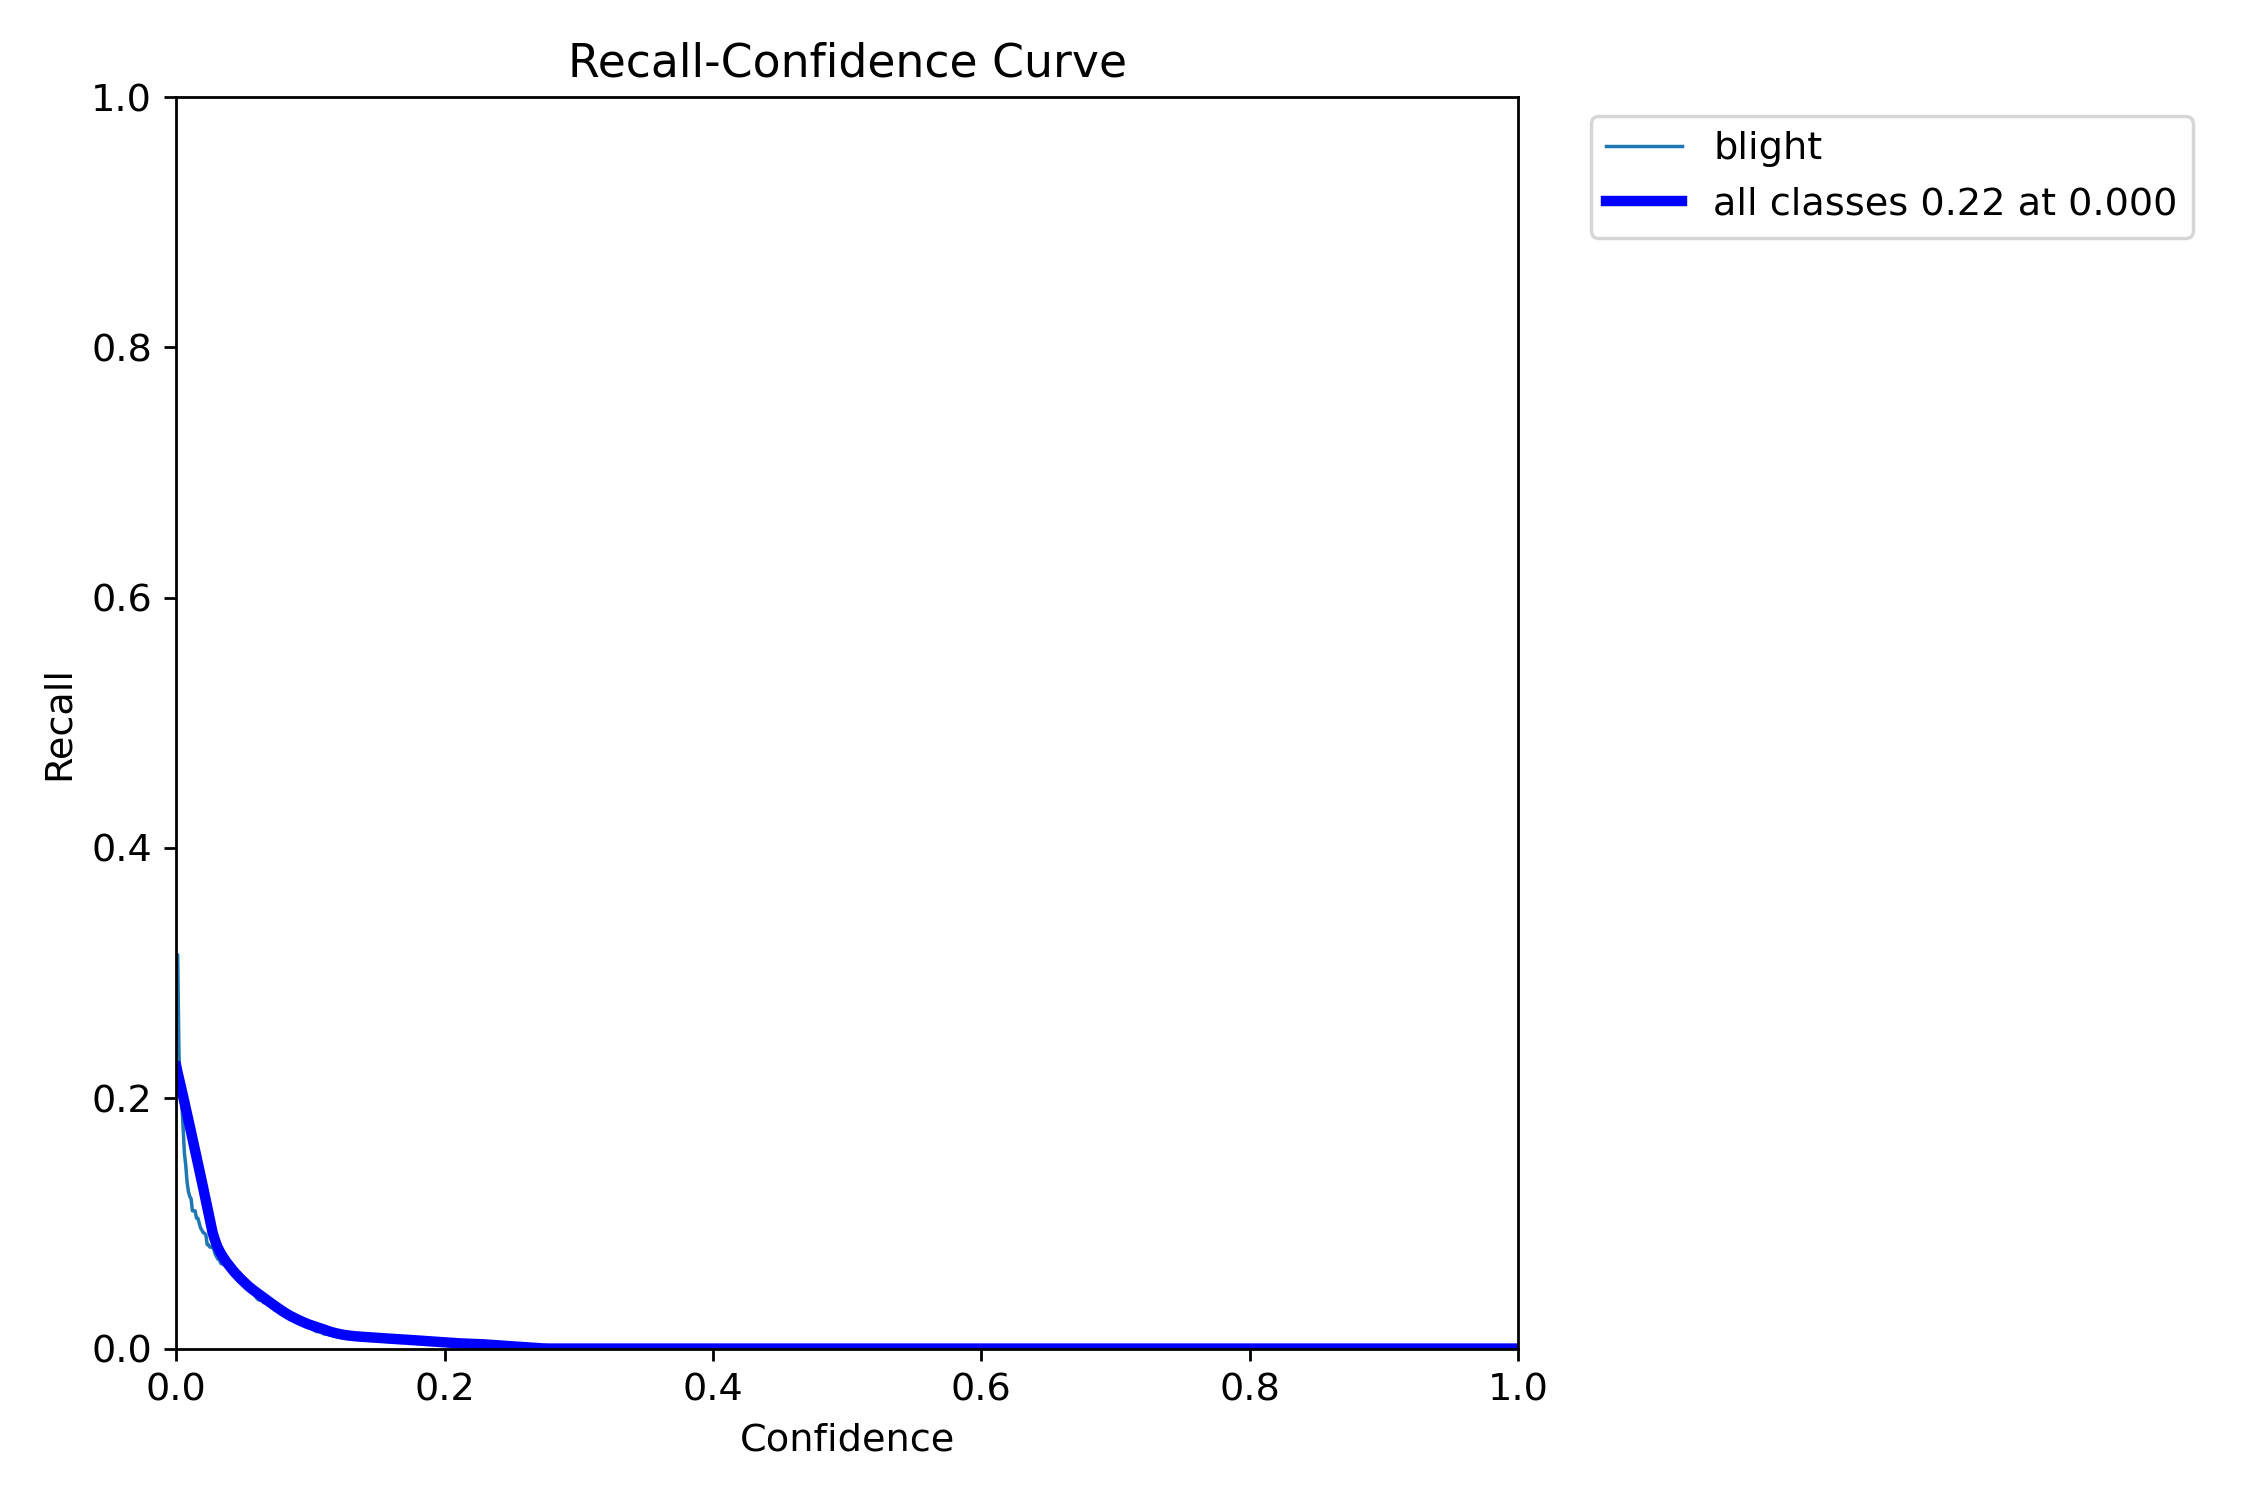 Recall-Confidence Curve
1.0
0.8
0.6
0.4
0.2
0.0
Recall
0.0 0.2 0.4 0.6 0.8 1.0
Confidence
blight
all classes 0.22 at 0.000